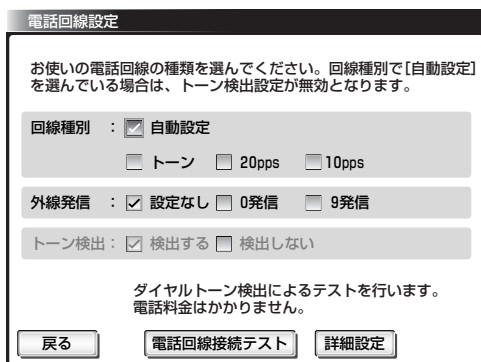 電話回線設定
お使いの電話回線の種類を選んでください。回線種別で[自動設定]
を選んでいる場合は、トーン検出設定が無効となります。
回線種別 : 自動設定
トーン 20pps 10pps
外線発信 : 設定なし 0発信 9発信
トーン検出 : 検出する 検出しない
ダイヤルトーン検出によるテストを行います。
電話料金はかかりません。
戻る 電話回線接続テスト 詳細設定